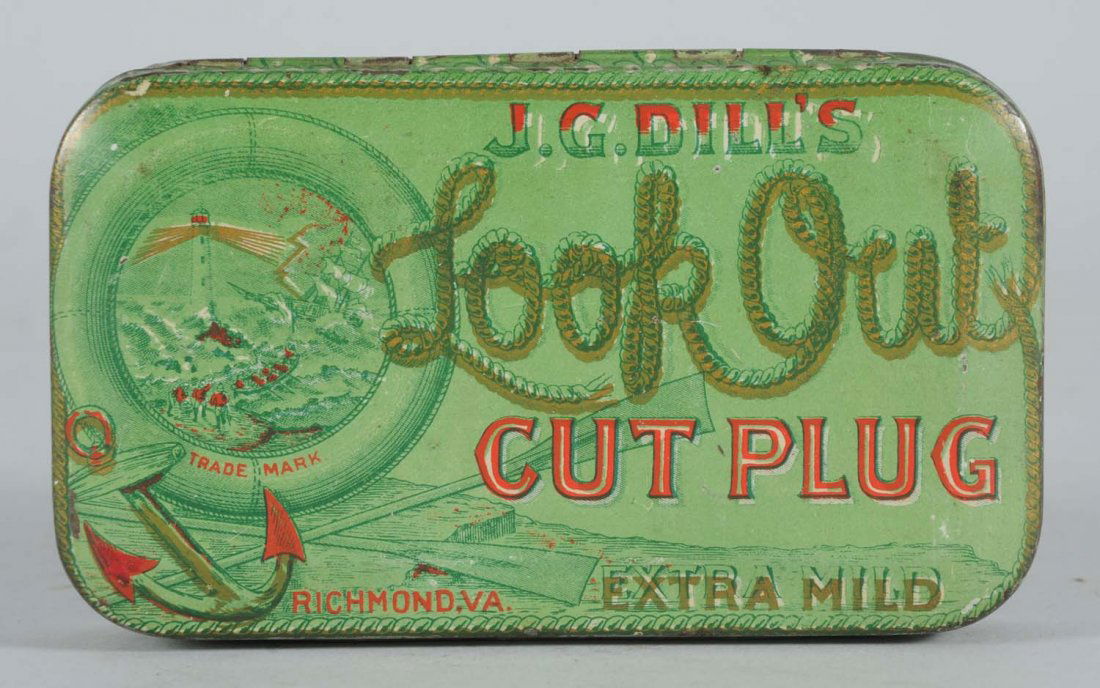 J.G. DILL'S
Look Out
CUT PLUG
TRADE MARK
RICHMOND, VA.
EXTRA MILD